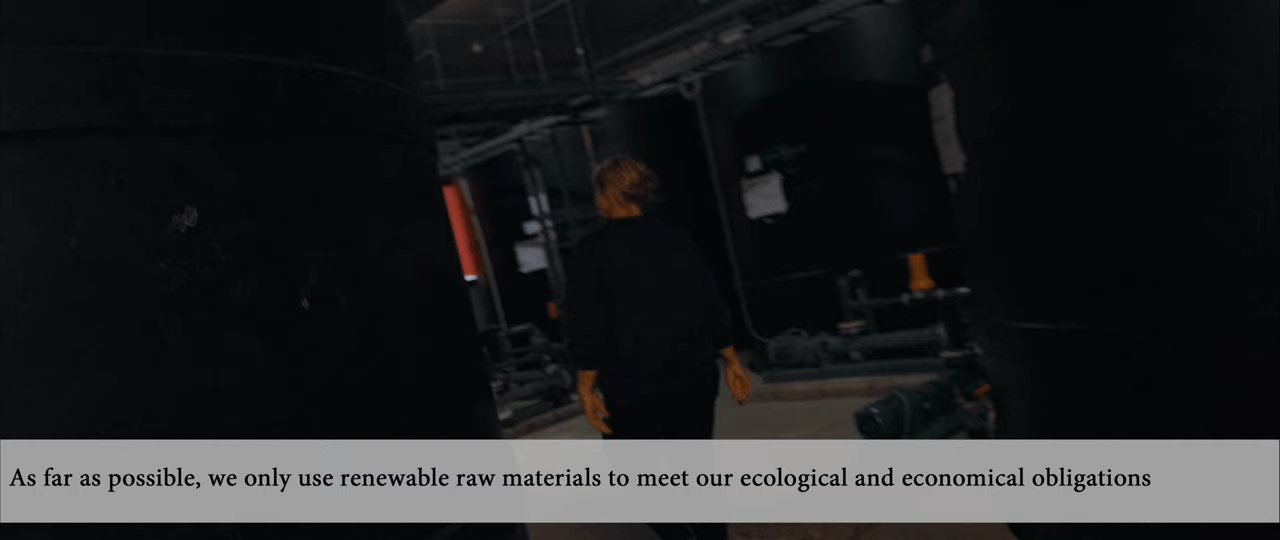 As far as possible, we only use renewable raw materials to meet our ecological and economical obligations